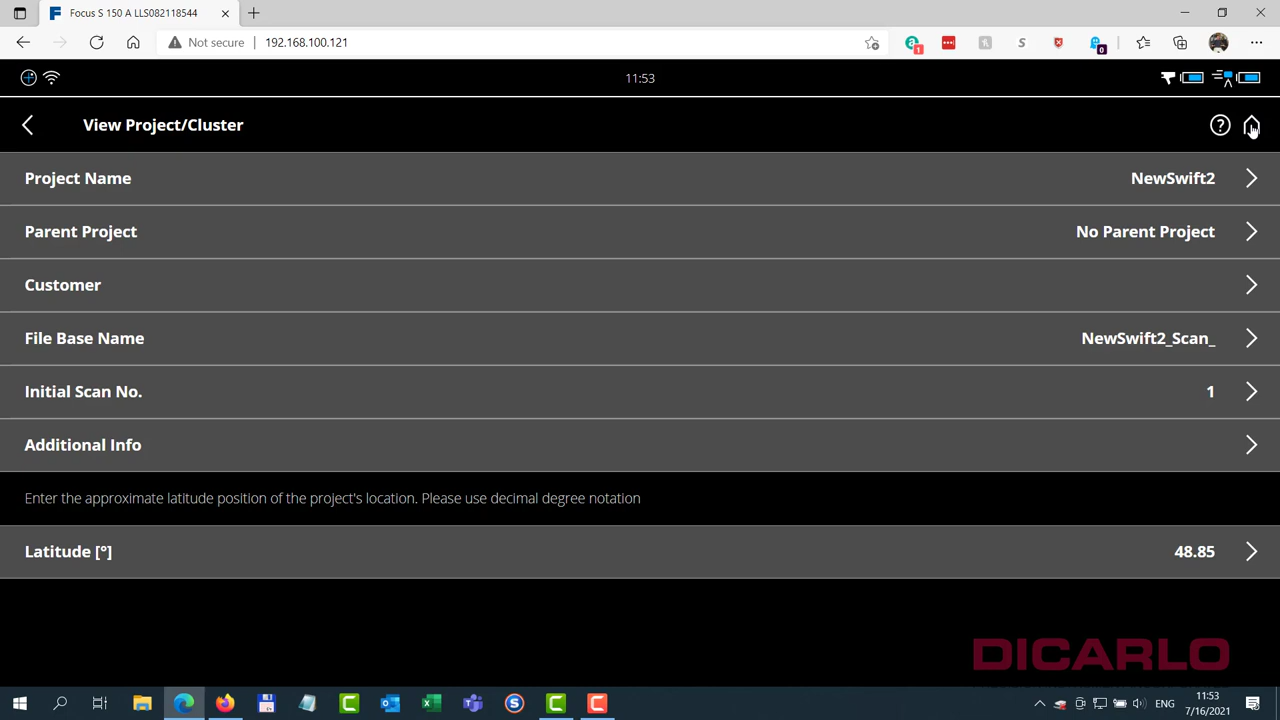 Focus S 150 A LLS082118544
Not secure
192.168.100.121
1
0
11:53
View Project/Cluster
Project Name
NewSwift2
Parent Project
No Parent Project
Customer
File Base Name
NewSwift2_Scan_
Initial Scan No.
1
Additional Info
Enter the approximate latitude position of the project's location. Please use decimal degree notation
Latitude [°]
48.85
DICARLO
ENG
11:53
7/16/2021